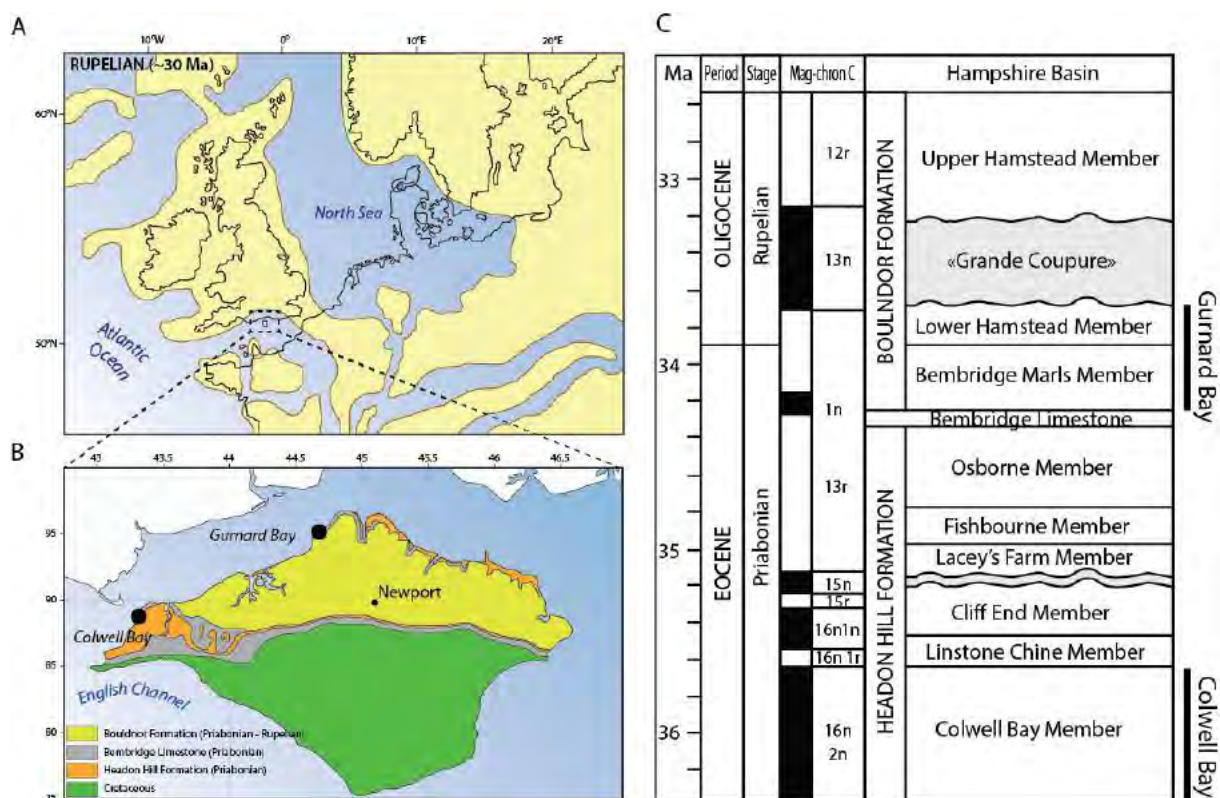 A
10°W 0° 10°E 20°E
RUPELIAN (~30 Ma)
60°N
North Sea
Atlantic
Ocean
50°N
B
43 43.5 44 44.5 45 45.5 46 46.5
95
Gurnard Bay
90
Newport
Colwell Bay
85
English Channel
80
75
Bouldnor Formation (Priabonian - Rupelian)
Bembridge Limestone (Priabonian)
Headon Hill Formation (Priabonian)
Cretaceous
C
Ma Period Stage Mag-chron C Hampshire Basin
33
34
35
36
OLIGOCENE
EOCENE
Rupelian
Priabonian
12r
13n
1n
13r
15n
15r
16n1n
16n 1r
16n
2n
BOULNDOR FORMATION
HEADON HILL FORMATION
Upper Hamstead Member
«Grande Coupure»
Lower Hamstead Member
Bembridge Marls Member
Bembridge Limestone
Osborne Member
Fishbourne Member
Lacey's Farm Member
Cliff End Member
Linstone Chine Member
Colwell Bay Member
Gurnard Bay
Colwell Bay